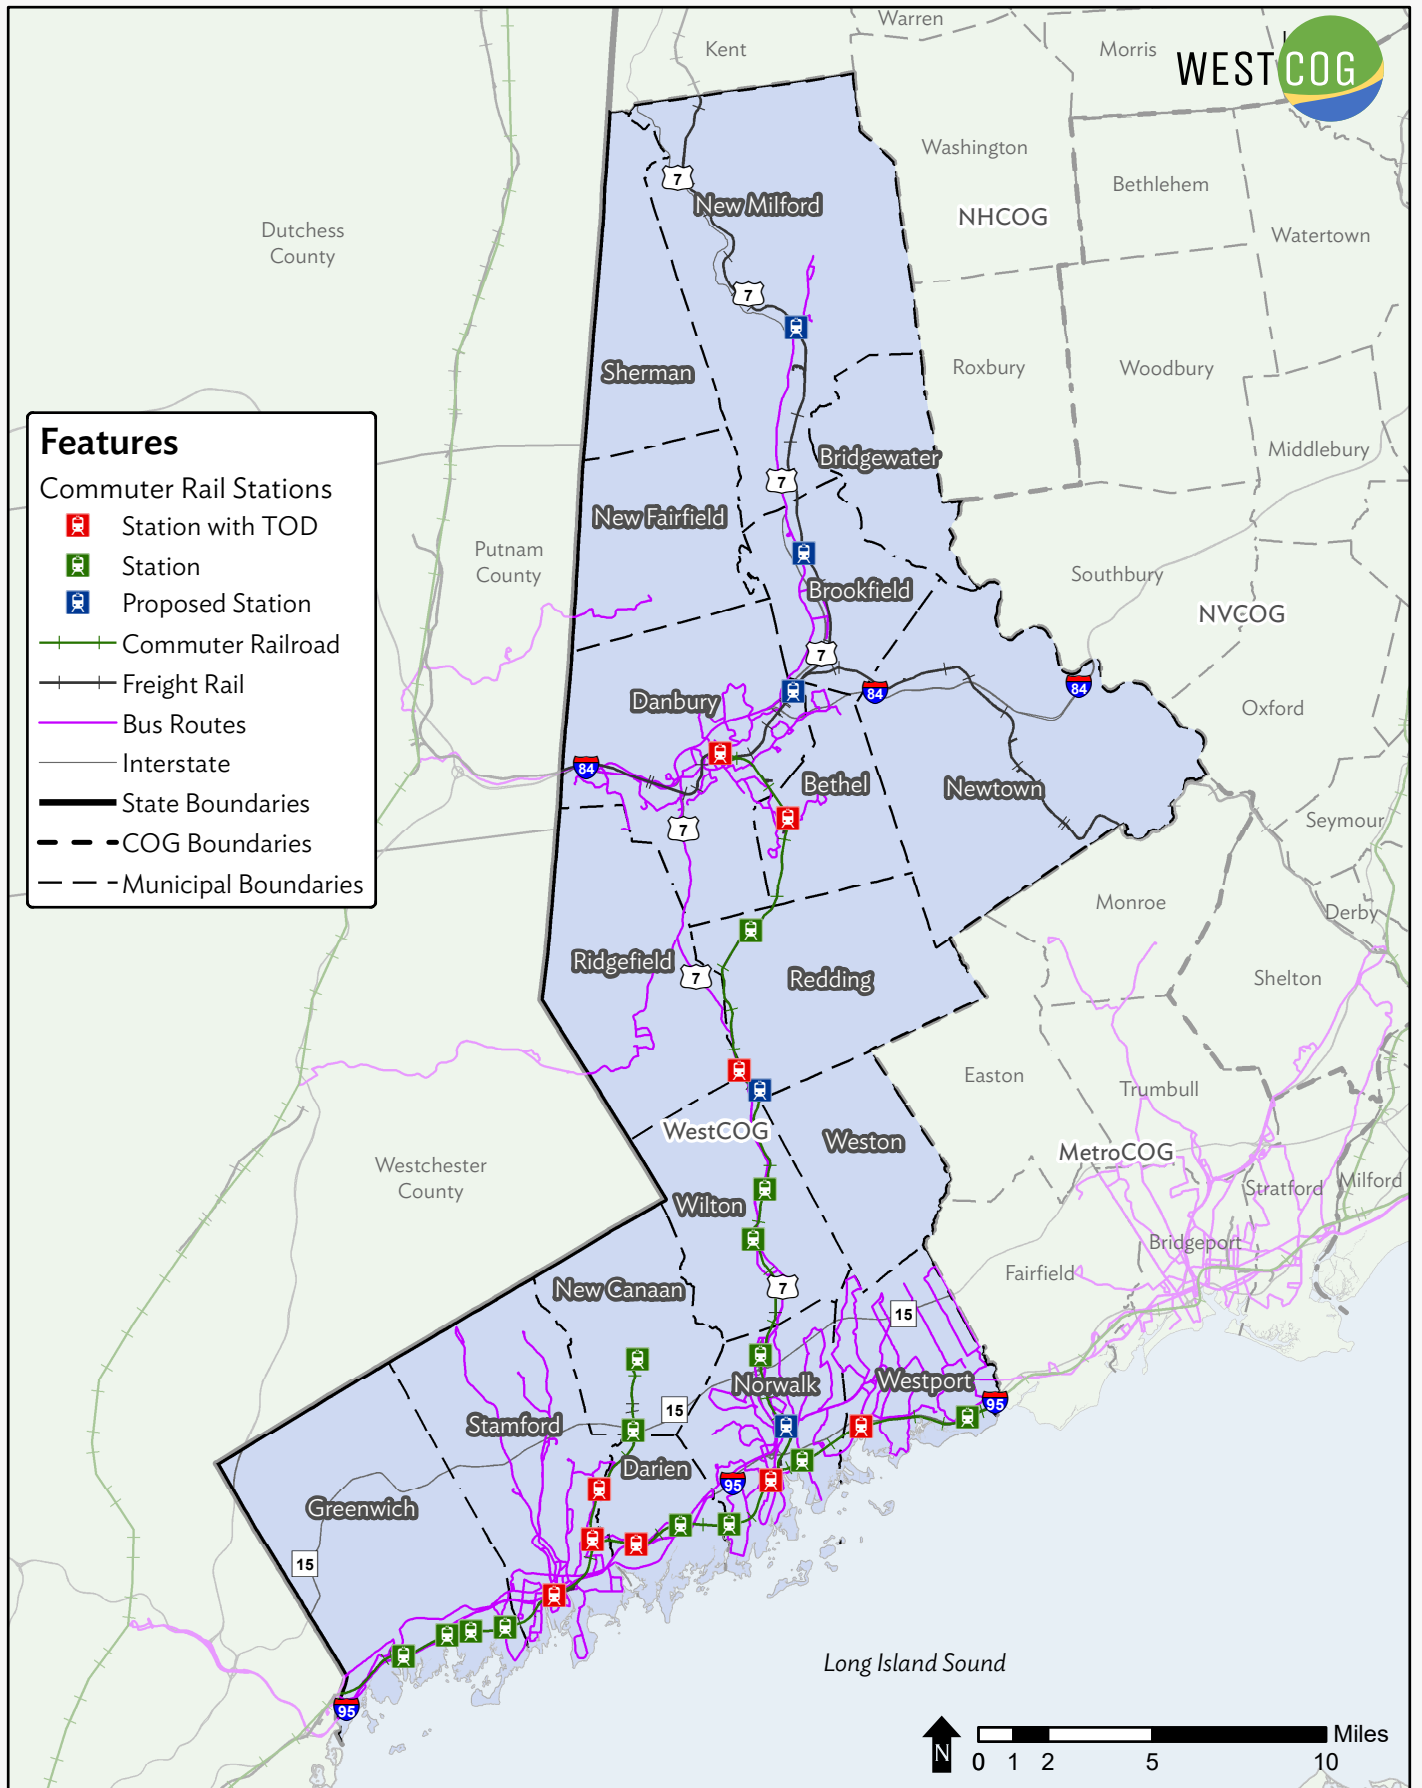 Warren
Kent
Morris
WESTCOG
Washington
Bethlehem
7
New Milford
NHCOG
Dutchess
County
Watertown
7
Sherman
Roxbury
Woodbury
Features
Commuter Rail Stations
Station with TOD
Station
Proposed Station
Commuter Railroad
Freight Rail
Bus Routes
Interstate
State Boundaries
COG Boundaries
Municipal Boundaries
Bridgewater
Middlebury
7
New Fairfield
Putnam
County
Southbury
Brookfield
NVCOG
7
84
84
Danbury
Oxford
84
Bethel
Newtown
7
Seymour
Monroe
Derby
Ridgefield
7
Redding
Shelton
Easton
Trumbull
WestCOG
Weston
MetroCOG
Westchester
County
Stratford
Milford
Wilton
Bridgeport
Fairfield
New Canaan
7
15
Norwalk
Westport
95
15
Stamford
Darien
95
Greenwich
15
Long Island Sound
95
N
Miles
0 1 2 5 10